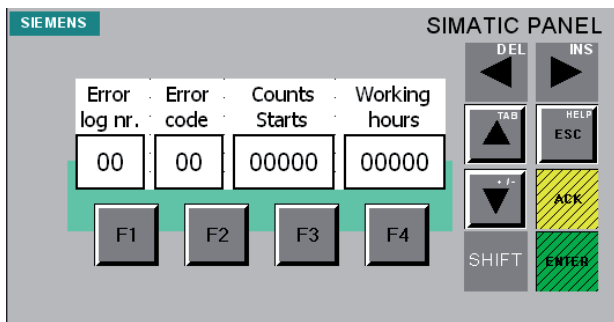 SIEMENS
SIMATIC PANEL
DEL
INS
Error log nr.
Error code
Counts Starts
Working hours
TAB
HELP
ESC
00
00
00000
00000
+ / -
ACK
F1
F2
F3
F4
SHIFT
ENTER